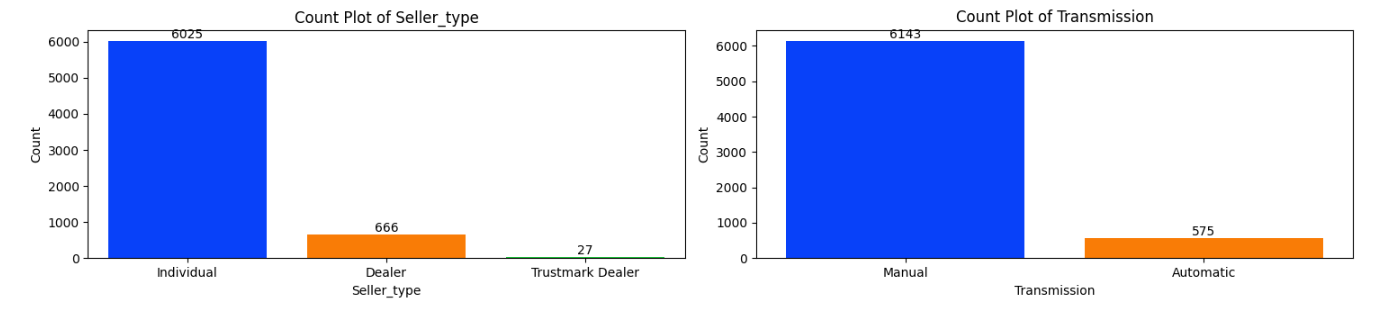 Count Plot of Seller_type
6025
6000
5000
4000
3000
2000
1000
0
Count
666
27
Individual
Dealer
Trustmark Dealer
Seller_type
Count Plot of Transmission
6143
6000
5000
4000
3000
2000
1000
0
Count
575
Manual
Automatic
Transmission